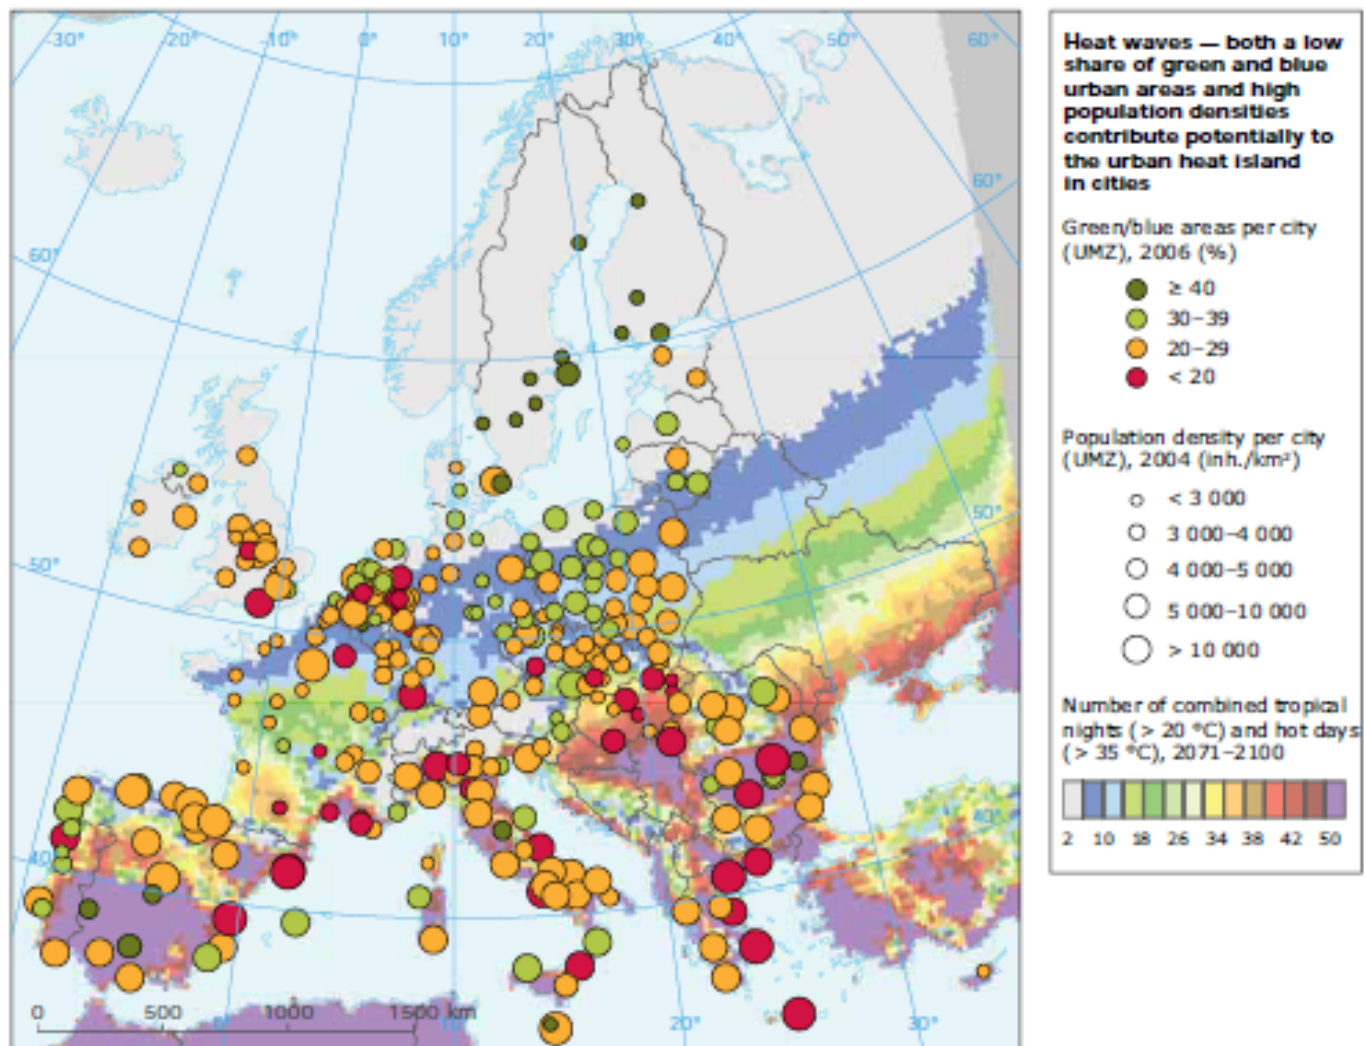 -30°
-20°
-10°
0°
10°
20°
30°
40°
50°
60°
60°
60°
50°
50°
40°
40°
0
500
1000
1500 km
0°
10°
20°
30°
Heat waves — both a low
share of green and blue
urban areas and high
population densities
contribute potentially to
the urban heat island
in cities
Green/blue areas per city
(UMZ), 2006 (%)
≥ 40
30–39
20–29
< 20
Population density per city
(UMZ), 2004 (inh./km²)
< 3 000
3 000–4 000
4 000–5 000
5 000–10 000
> 10 000
Number of combined tropical
nights (> 20 °C) and hot days
(> 35 °C), 2071–2100
2 10 18 26 34 38 42 50